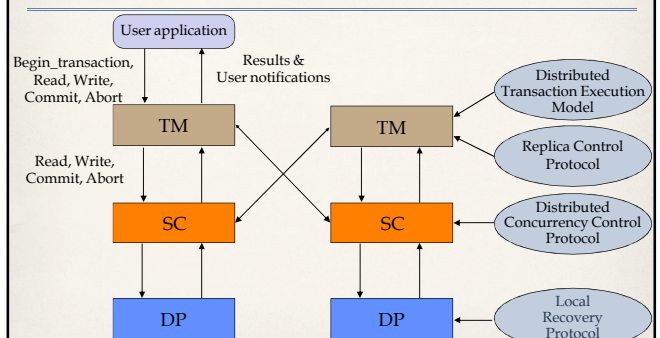 User application
Begin_transaction,
Read, Write,
Commit, Abort
Results &
User notifications
TM
TM
Distributed
Transaction Execution
Model
Replica Control
Protocol
Read, Write,
Commit, Abort
SC
SC
Distributed
Concurrency Control
Protocol
DP
DP
Local
Recovery
Protocol